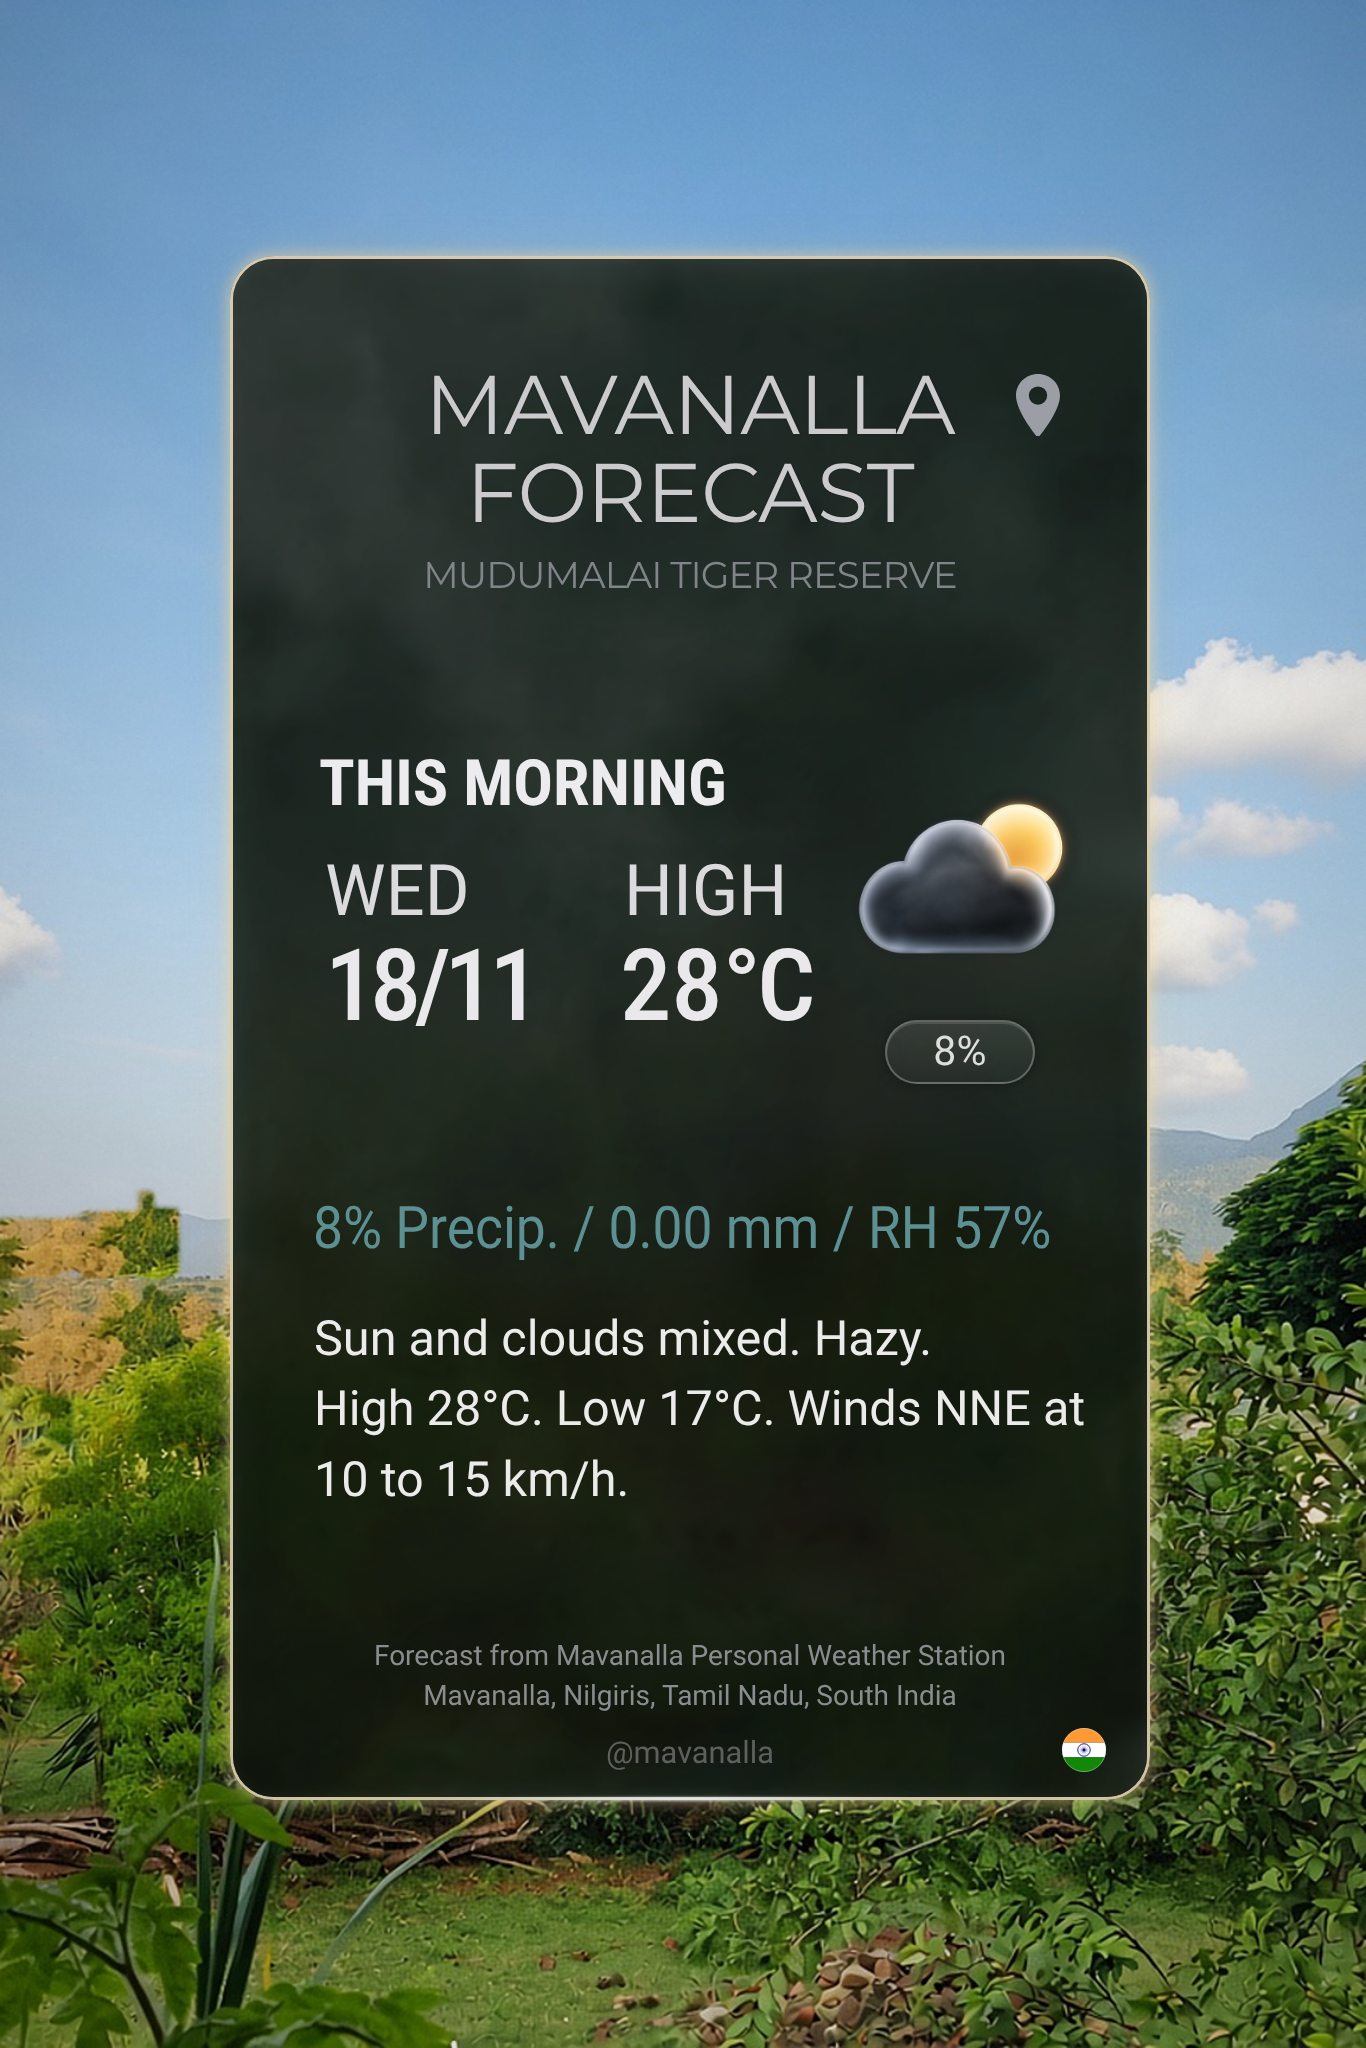 MAVANALLA
FORECAST
MUDUMALAI TIGER RESERVE
THIS MORNING
WED HIGH
18/11 28°C
8%
8% Precip. / 0.00 mm / RH 57%
Sun and clouds mixed. Hazy.
High 28°C. Low 17°C. Winds NNE at
10 to 15 km/h.
Forecast from Mavanalla Personal Weather Station
Mavanalla, Nilgiris, Tamil Nadu, South India
@mavanalla